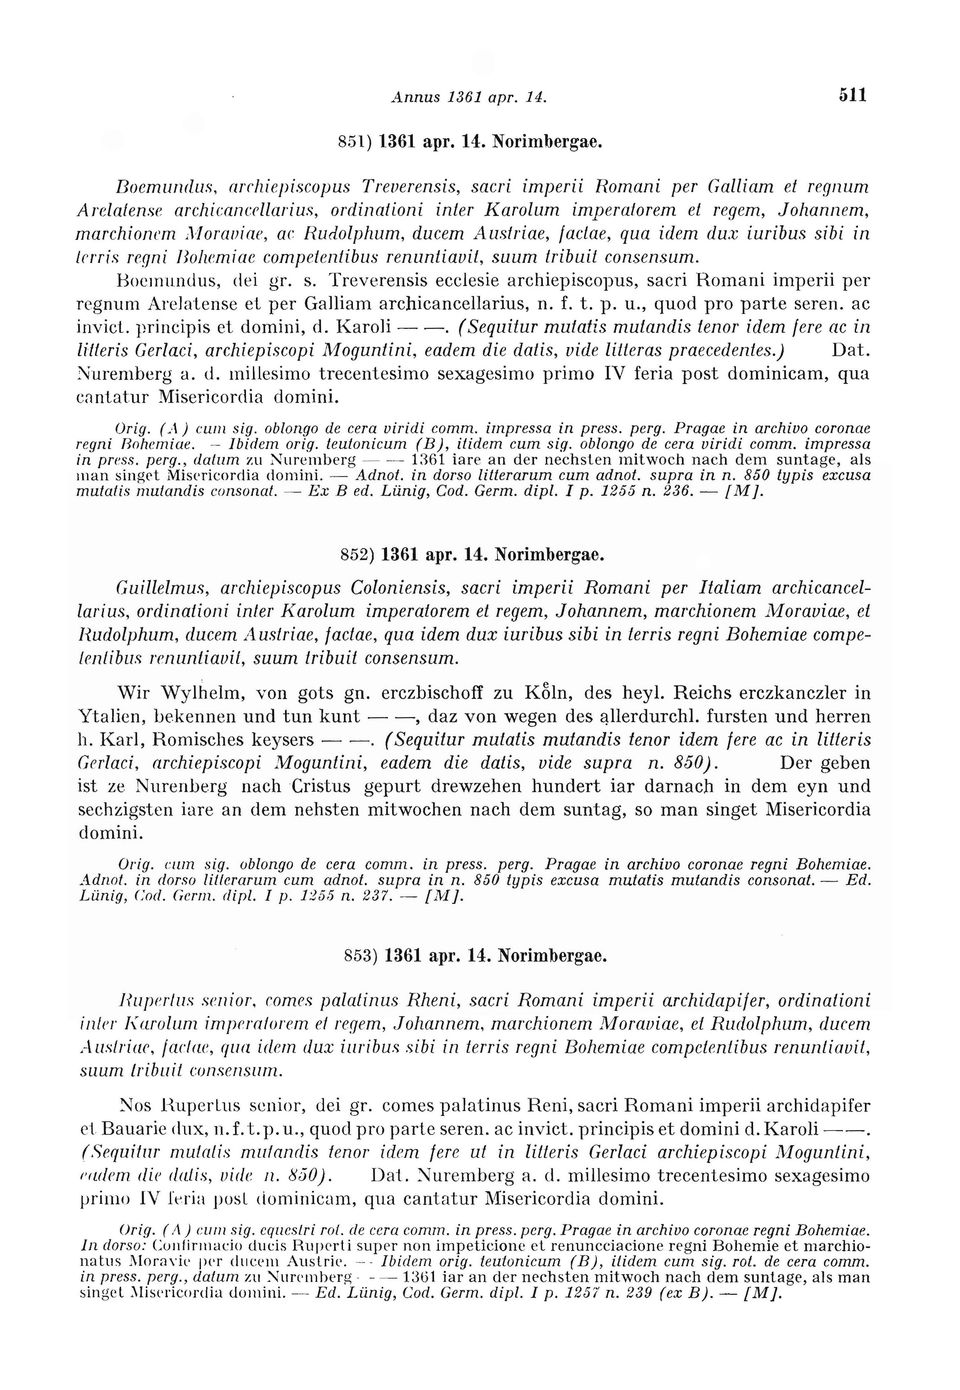 Annus 1361 apr. 14. 511
851) 1361 apr. 14. Norimbergae.
Boemundus, archiepiscopus Treverensis, sacri imperii Romani per Galliam et regnum
Arelatense archicancellarius, ordinationi inter Karolum imperatorem et regem, Johannem,
marchionem Moraviae, ac Rudolphum, ducem Austriae, factae, qua idem dux iuribus sibi in
terris regni Bohemiae competentibus renuntiavit, suum tribuit consensum.
Boemundus, dei gr. s. Treverensis ecclesie archiepiscopus, sacri Romani imperii per
regnum Arelatense et per Galliam archicancellarius, n. f. t. p. u., quod pro parte seren. ac
invict. principis et domini, d. Karoli — —. (Sequitur mutatis mutandis tenor idem fere ac in
litteris Gerlaci, archiepiscopi Moguntini, eadem die datis, vide litteras praecedentes.) Dat.
Nuremberg a. d. millesimo trecentesimo sexagesimo primo IV feria post dominicam, qua
cantatur Misericordia domini.
Orig. (A) cum sig. oblongo de cera viridi comm. impressa in press. perg. Pragae in archivo coronae
regni Bohemiae. — Ibidem orig. teutonicum (B), itidem cum sig. oblongo de cera viridi comm. impressa
in press. perg., datum zu Nuremberg — — 1361 iare an der nechsten mitwoch nach dem suntage, als
man singet Misericordia domini. — Adnot. in dorso litterarum cum adnot. supra in n. 850 typis excusa
mutatis mutandis consonat. — Ex B ed. Lünig, Cod. Germ. dipl. I p. 1255 n. 236. — [M].
852) 1361 apr. 14. Norimbergae.
Guillelmus, archiepiscopus Coloniensis, sacri imperii Romani per Italiam archicancel-
larius, ordinationi inter Karolum imperatorem et regem, Johannem, marchionem Moraviae, et
Rudolphum, ducem Austriae, factae, qua idem dux iuribus sibi in terris regni Bohemiae compe-
tentibus renuntiavit, suum tribuit consensum.
Wir Wylhelm, von gots gn. erczbischoff zu Ko̊ln, des heyl. Reichs erczkanczler in
Ytalien, bekennen und tun kunt — —, daz von wegen des allerdurchl. fursten und herren
h. Karl, Romisches keysers — —. (Sequitur mutatis mutandis tenor idem fere ac in litteris
Gerlaci, archiepiscopi Moguntini, eadem die datis, vide supra n. 850). Der geben
ist ze Nurenberg nach Cristus gepurt drewzehen hundert iar darnach in dem eyn und
sechzigsten iare an dem nehsten mitwochen nach dem suntag, so man singet Misericordia
domini.
Orig. cum sig. oblongo de cera comm. in press. perg. Pragae in archivo coronae regni Bohemiae.
Adnot. in dorso litterarum cum adnot. supra in n. 850 typis excusa mutatis mutandis consonat. — Ed.
Lünig, Cod. Germ. dipl. I p. 1255 n. 237. — [M].
853) 1361 apr. 14. Norimbergae.
Rupertus senior, comes palatinus Rheni, sacri Romani imperii archidapifer, ordinationi
inter Karolum imperatorem et regem, Johannem, marchionem Moraviae, et Rudolphum, ducem
Austriae, factae, qua idem dux iuribus sibi in terris regni Bohemiae competentibus renuntiavit,
suum tribuit consensum.
Nos Rupertus senior, dei gr. comes palatinus Reni, sacri Romani imperii archidapifer
et Bauarie dux, n. f. t. p. u., quod pro parte seren. ac invict. principis et domini d. Karoli — —.
(Sequitur mutatis mutandis tenor idem fere ut in litteris Gerlaci archiepiscopi Moguntini,
eadem die datis, vide n. 850). Dat. Nuremberg a. d. millesimo trecentesimo sexagesimo
primo IV feria post dominicam, qua cantatur Misericordia domini.
Orig. (A) cum sig. equestri rot. de cera comm. in press. perg. Pragae in archivo coronae regni Bohemiae.
In dorso: Confirmacio ducis Ruperti super non impeticione et renuncciacione regni Bohemie et marchio-
natus Moravie per ducem Austrie. — Ibidem orig. teutonicum (B), itidem cum sig. rot. de cera comm.
in press. perg., datum zu Nuremberg — — 1361 iar an der nechsten mitwoch nach dem suntage, als man
singet Misericordia domini. — Ed. Lünig, Cod. Germ. dipl. I p. 1257 n. 239 (ex B). — [M].